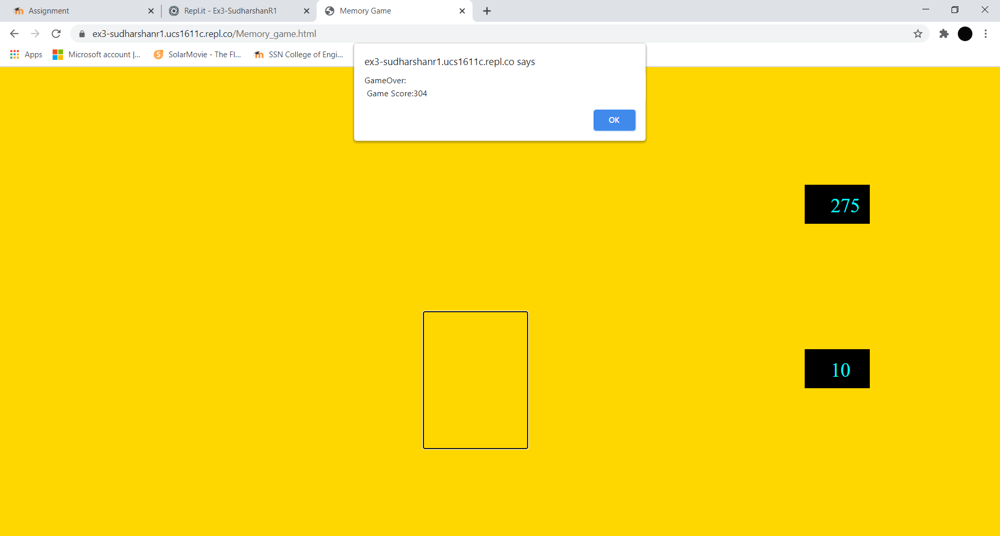 Assignment
Repl.it - Ex3-SudharshanR1
Memory Game
ex3-sudharshanr1.ucs1611c.repl.co/Memory_game.html
Apps
Microsoft account |...
SolarMovie - The Fl...
SSN College of Engi...
ex3-sudharshanr1.ucs1611c.repl.co says
GameOver:
Game Score:304
OK
275
10